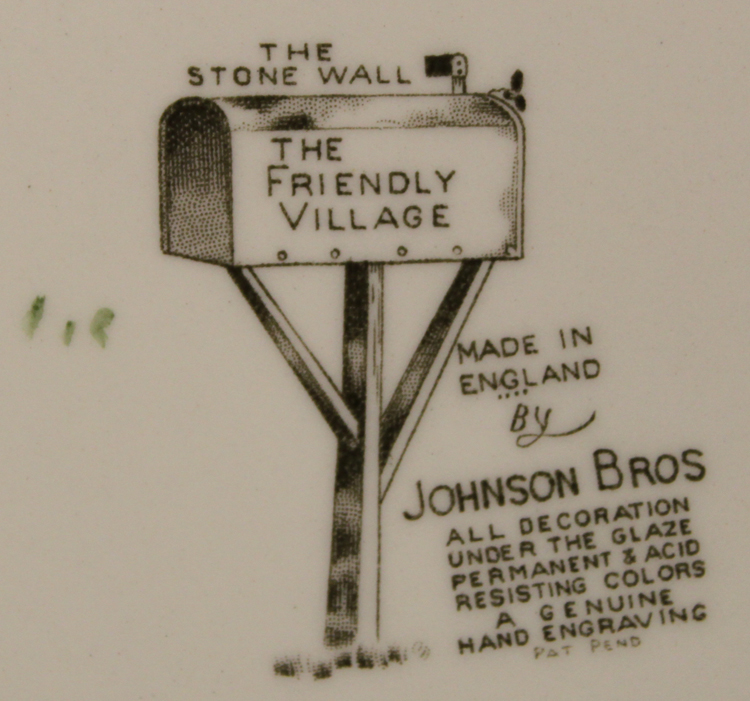 THE
STONE WALL
THE
FRIENDLY
VILLAGE
MADE IN
ENGLAND
BY
JOHNSON BROS
ALL DECORATION
UNDER THE GLAZE
PERMANENT & ACID
RESISTING COLORS
A GENUINE
HAND ENGRAVING
PAT PEND